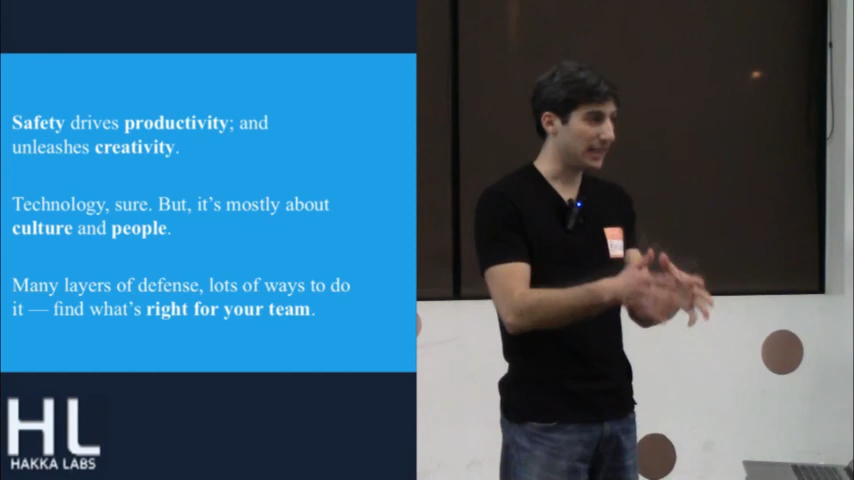 Safety drives productivity; and
unleashes creativity.
Technology, sure. But, it's mostly about
culture and people.
Many layers of defense, lots of ways to do
it — find what's right for your team.
HL
HAKKA LABS